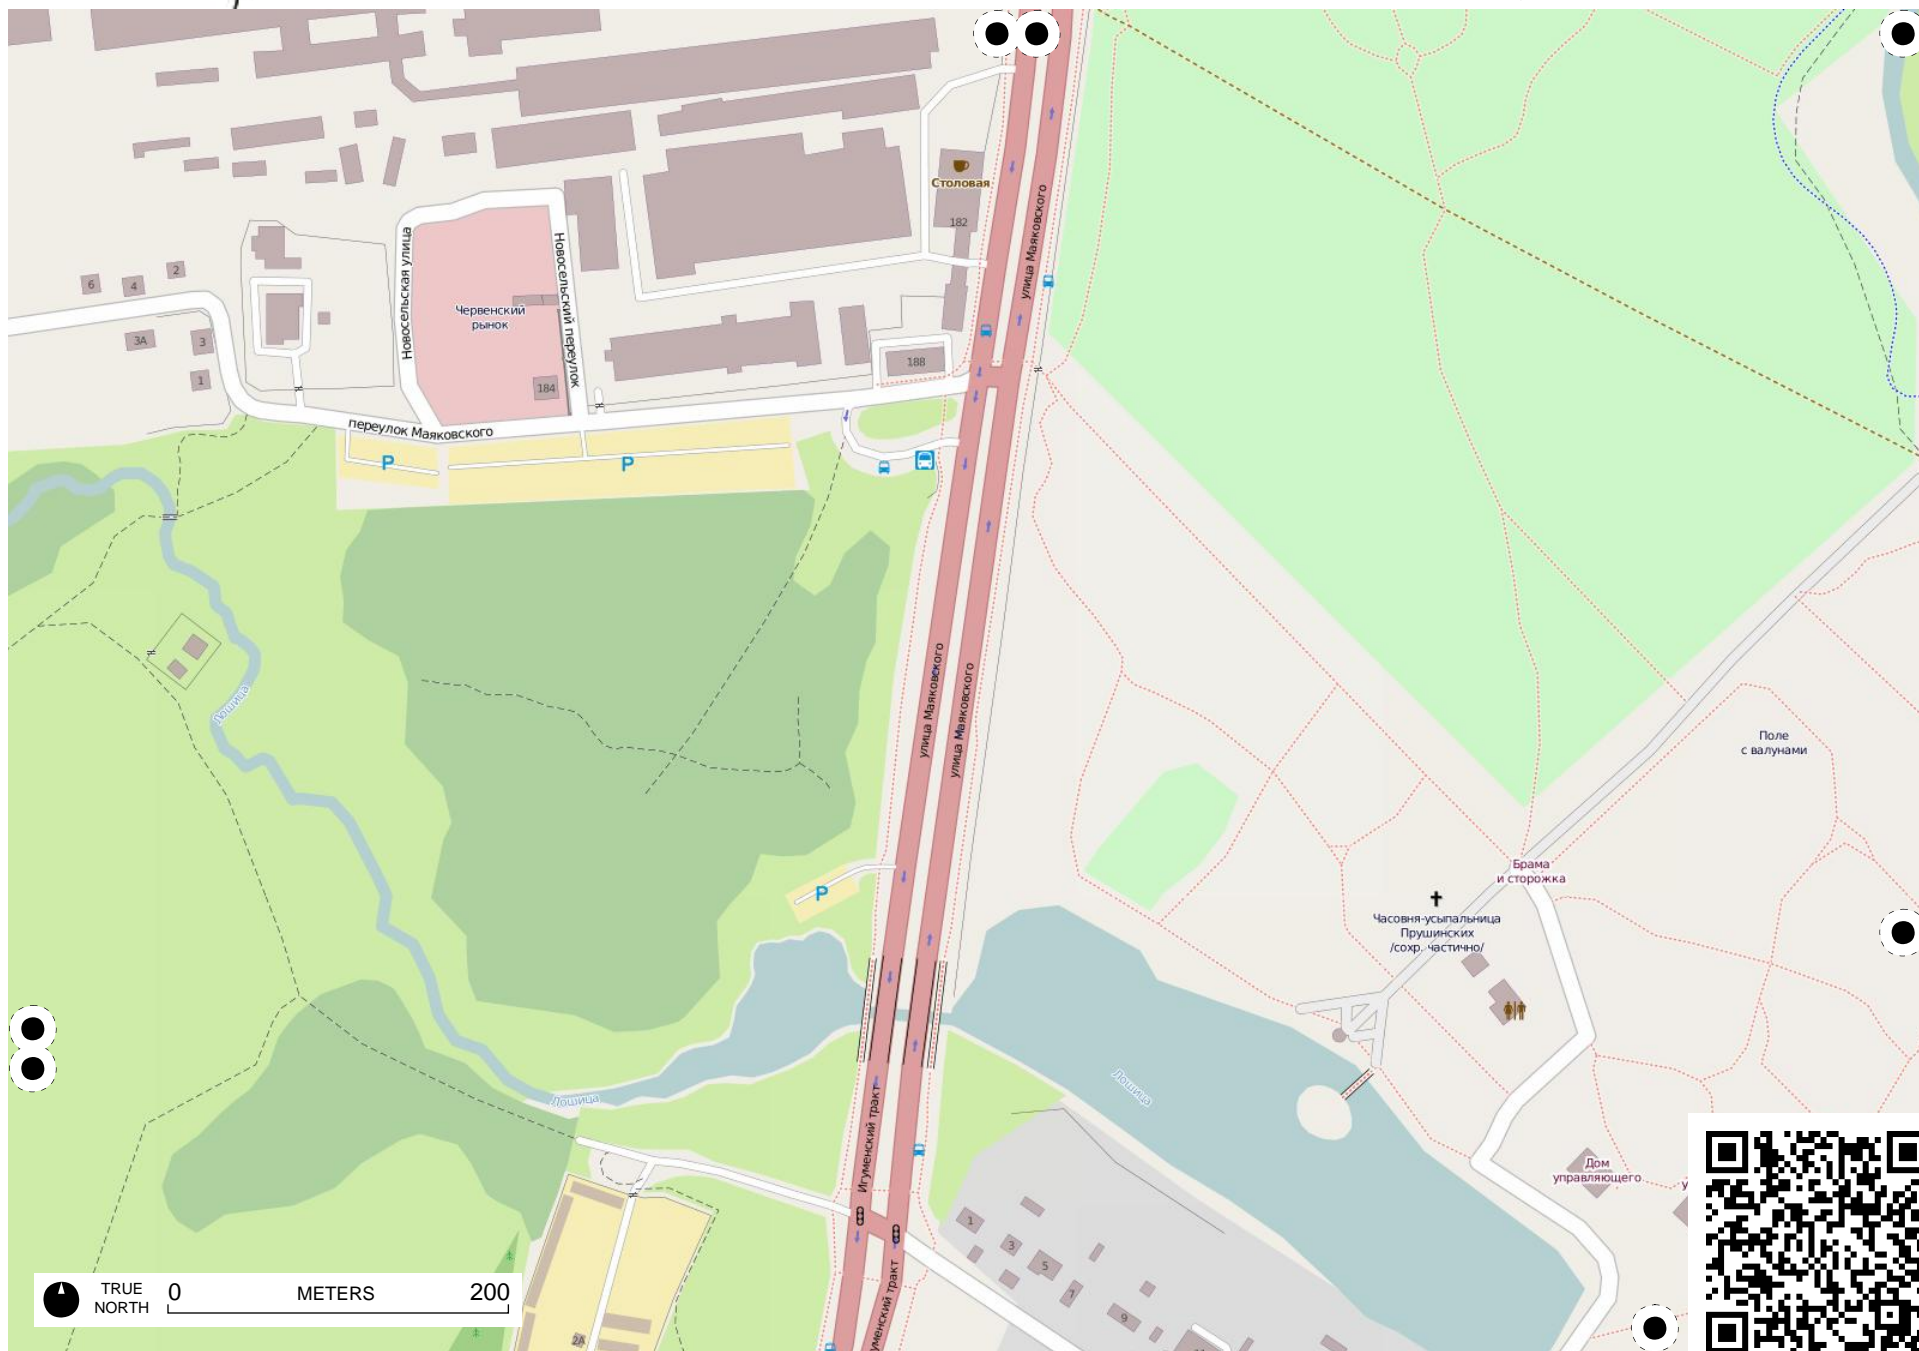 Столовая
182
улица Маяковского
Новосельская улица
Новосельский переулок
6
4
2
Червенский
рынок
3А
3
1
184
188
переулок Маяковского
P
P
Лошица
улица Маяковского
улица Маяковского
Поле
с валунами
P
Брама
и сторожка
Часовня-усыпальница
Прушинских
/сохр. частично/
Лошица
Лошица
Игуменский тракт
Дом
управляющего
1
3
5
7
9
2А
уменский тракт
TRUE
NORTH
0
METERS
200